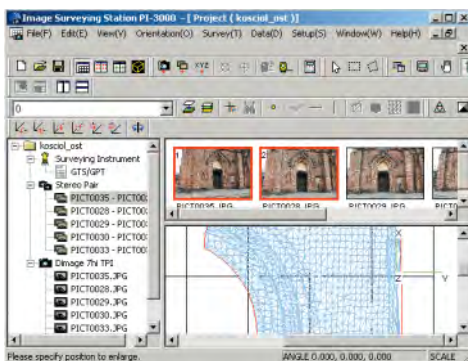 Image Surveying Station PI-3000 - [ Project ( kosciol_ost ) ]
File(F) Edit(E) View(V) Orientation(O) Survey(T) Data(D) Setup(S) Window(W) Help(H)
XYZ
0
kosciol_ost
Surveying Instrument
GTS/GPT
Stereo Pair
PICT0035 - PICT00
PICT0028 - PICT00
PICT0029 - PICT00
PICT0030 - PICT00
PICT0033 - PICT00
Dimage 7hi TPI
PICT0035.JPG
PICT0028.JPG
PICT0029.JPG
PICT0030.JPG
PICT0033.JPG
1
2
PICT0035.JPG PICT0028.JPG PICT0029.JPG PICT0
X
Z
Y
Please specify position to enlarge. ANGLE 0.000, 0.000, 0.000 SCALE